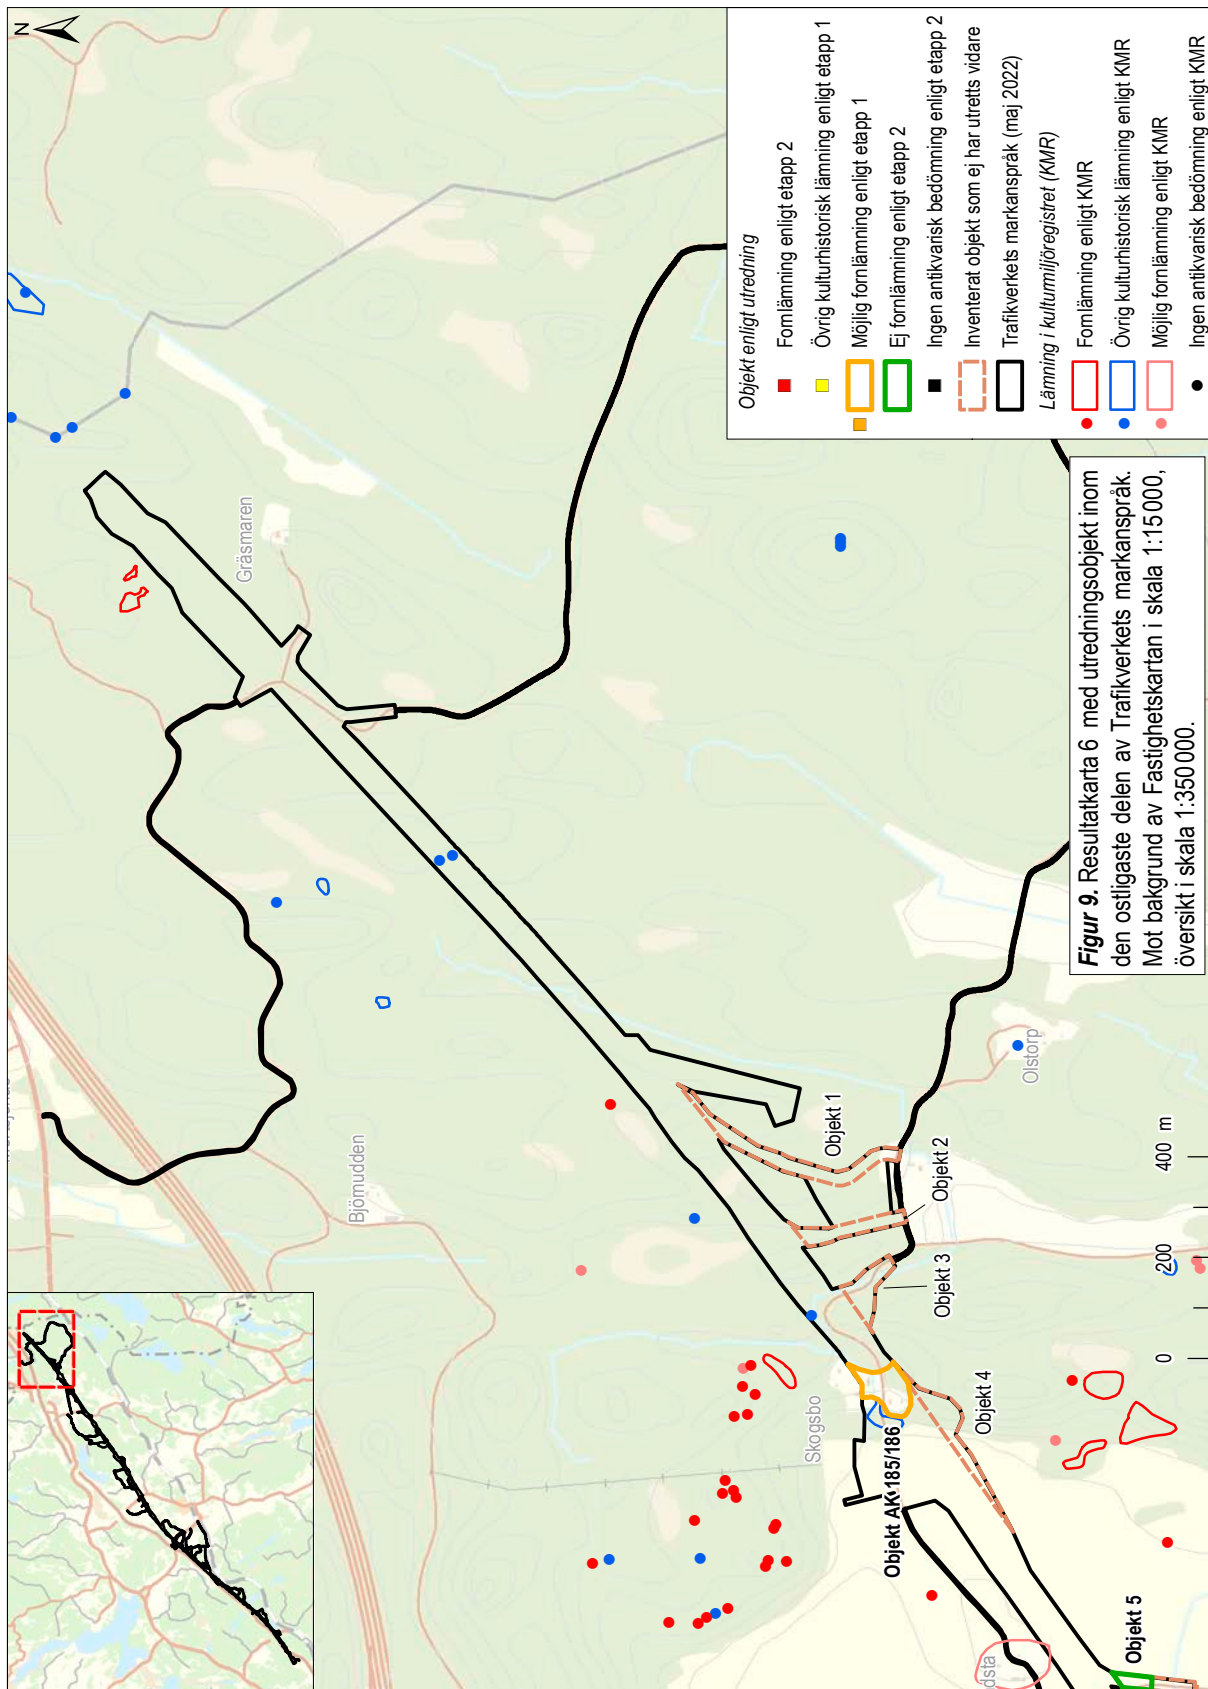 N
Gräsmaren
Björnmudden
Skogsbo
Olstorp
dsta
Objekt 1
Objekt 2
Objekt 3
Objekt 4
Objekt AK 185/186
Objekt 5
0
200
400 m
Objekt enligt utredning
Fornlämning enligt etapp 2
Övrig kulturhistorisk lämning enligt etapp 1
Möjlig fornlämning enligt etapp 1
Ej fornlämning enligt etapp 2
Ingen antikvarisk bedömning enligt etapp 2
Inventerat objekt som ej har utretts vidare
Trafikverkets markanspråk (maj 2022)
Lämning i kulturmiljöregistret (KMR)
Fornlämning enligt KMR
Övrig kulturhistorisk lämning enligt KMR
Möjlig fornlämning enligt KMR
Ingen antikvarisk bedömning enligt KMR
Figur 9. Resultatkarta 6 med utredningsobjekt inom
den ostligaste delen av Trafikverkets markanspråk.
Mot bakgrund av Fastighetskartan i skala 1:15 000,
översikt i skala 1:350 000.